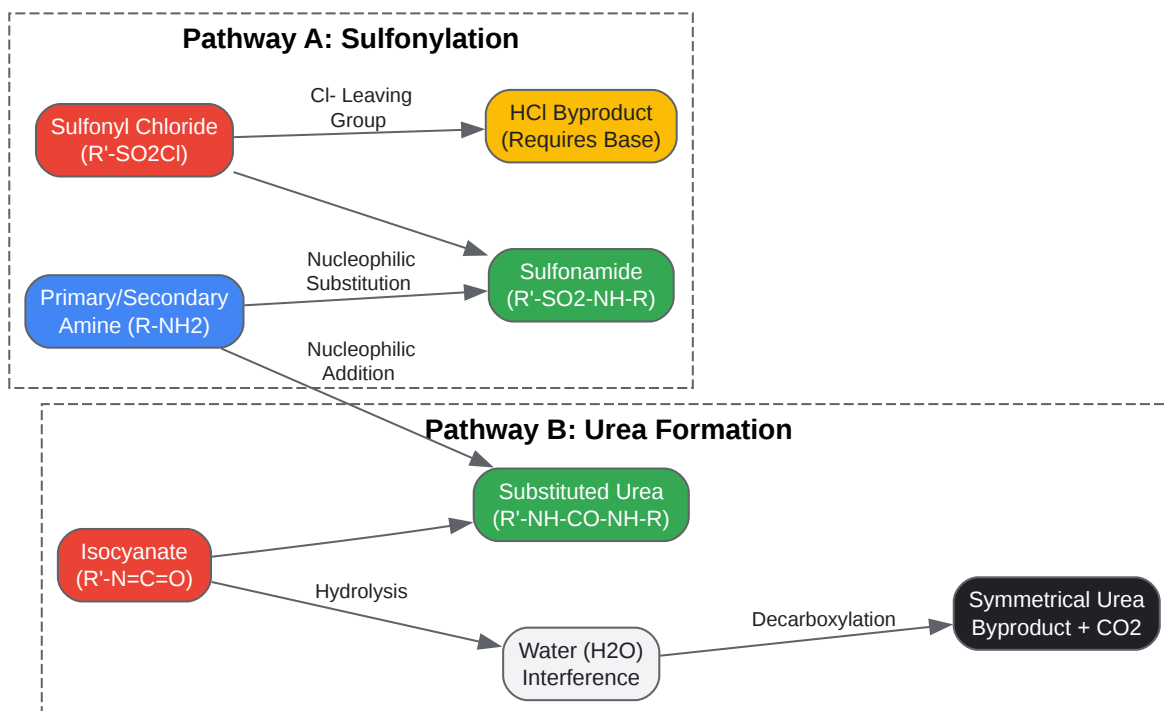 Pathway A: Sulfonylation
Cl- Leaving
Group
Sulfonyl Chloride
(R'-SO2Cl)
HCl Byproduct
(Requires Base)
Nucleophilic
Substitution
Sulfonamide
(R'-SO2-NH-R)
Primary/Secondary
Amine (R-NH2)
Nucleophilic
Addition
Pathway B: Urea Formation
Substituted Urea
(R'-NH-CO-NH-R)
Isocyanate
(R'-N=C=O)
Hydrolysis
Water (H2O)
Interference
Decarboxylation
Symmetrical Urea
Byproduct + CO2